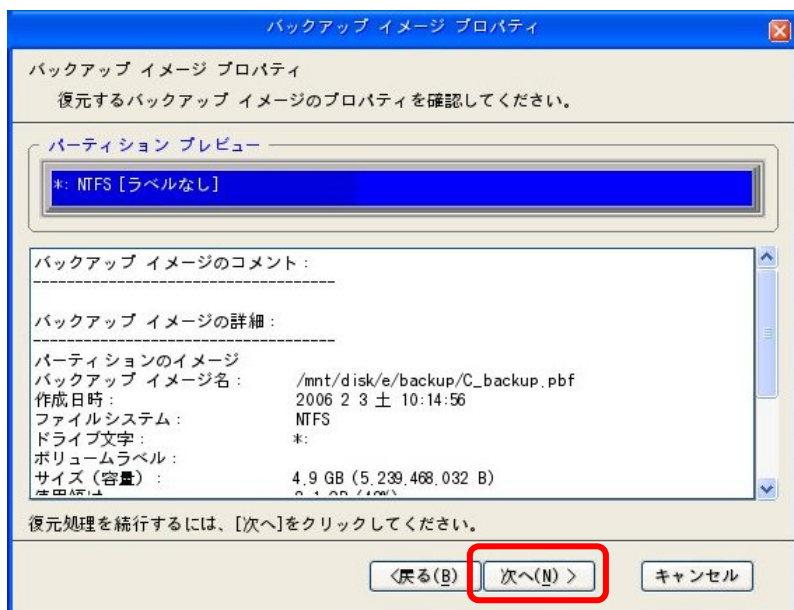 バックアップ イメージ プロパティ
バックアップ イメージ プロパティ
復元するバックアップ イメージのプロパティを確認してください。
パーティション プレビュー
*: NTFS [ラベルなし]
バックアップ イメージのコメント:
------------------------------------
バックアップ イメージの詳細:
------------------------------------
パーティションのイメージ
バックアップ イメージ名: /mnt/disk/e/backup/C_backup.pbf
作成日時: 2006 2 3 土 10:14:56
ファイルシステム: NTFS
ドライブ文字: *:
ボリュームラベル:
サイズ (容量) : 4.9 GB (5,239,468,032 B)
復元処理を続行するには、[次へ]をクリックしてください。
<戻る(B) 次へ(N) > キャンセル